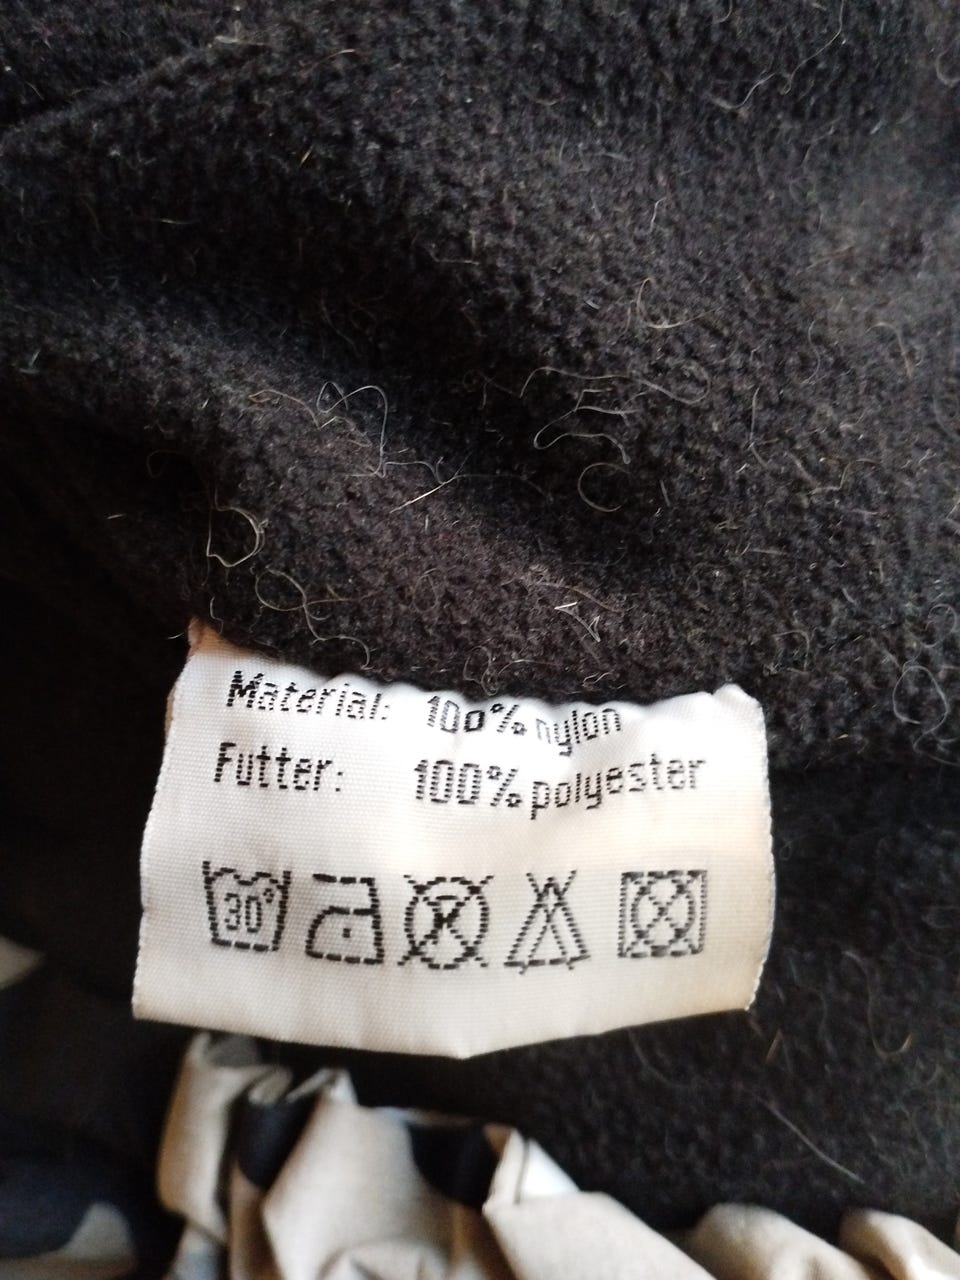 Material: 100% nylon
Futter: 100% polyester
30°